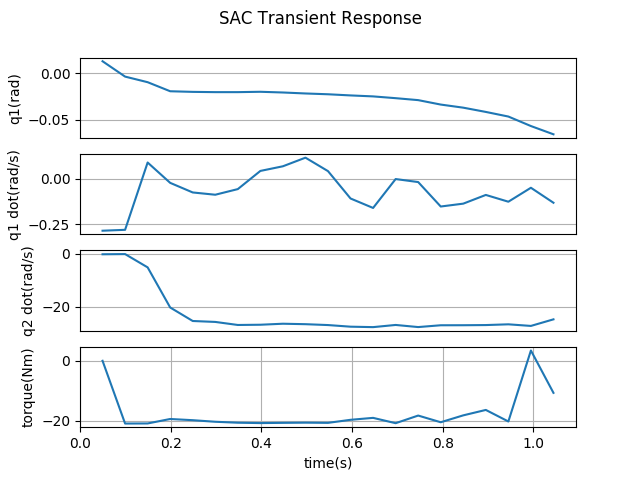 SAC Transient Response
q1(rad)
0.00
−0.05
q1 dot(rad/s)
0.00
−0.25
q2 dot(rad/s)
0
−20
torque(Nm)
0
−20
0.0 0.2 0.4 0.6 0.8 1.0
time(s)